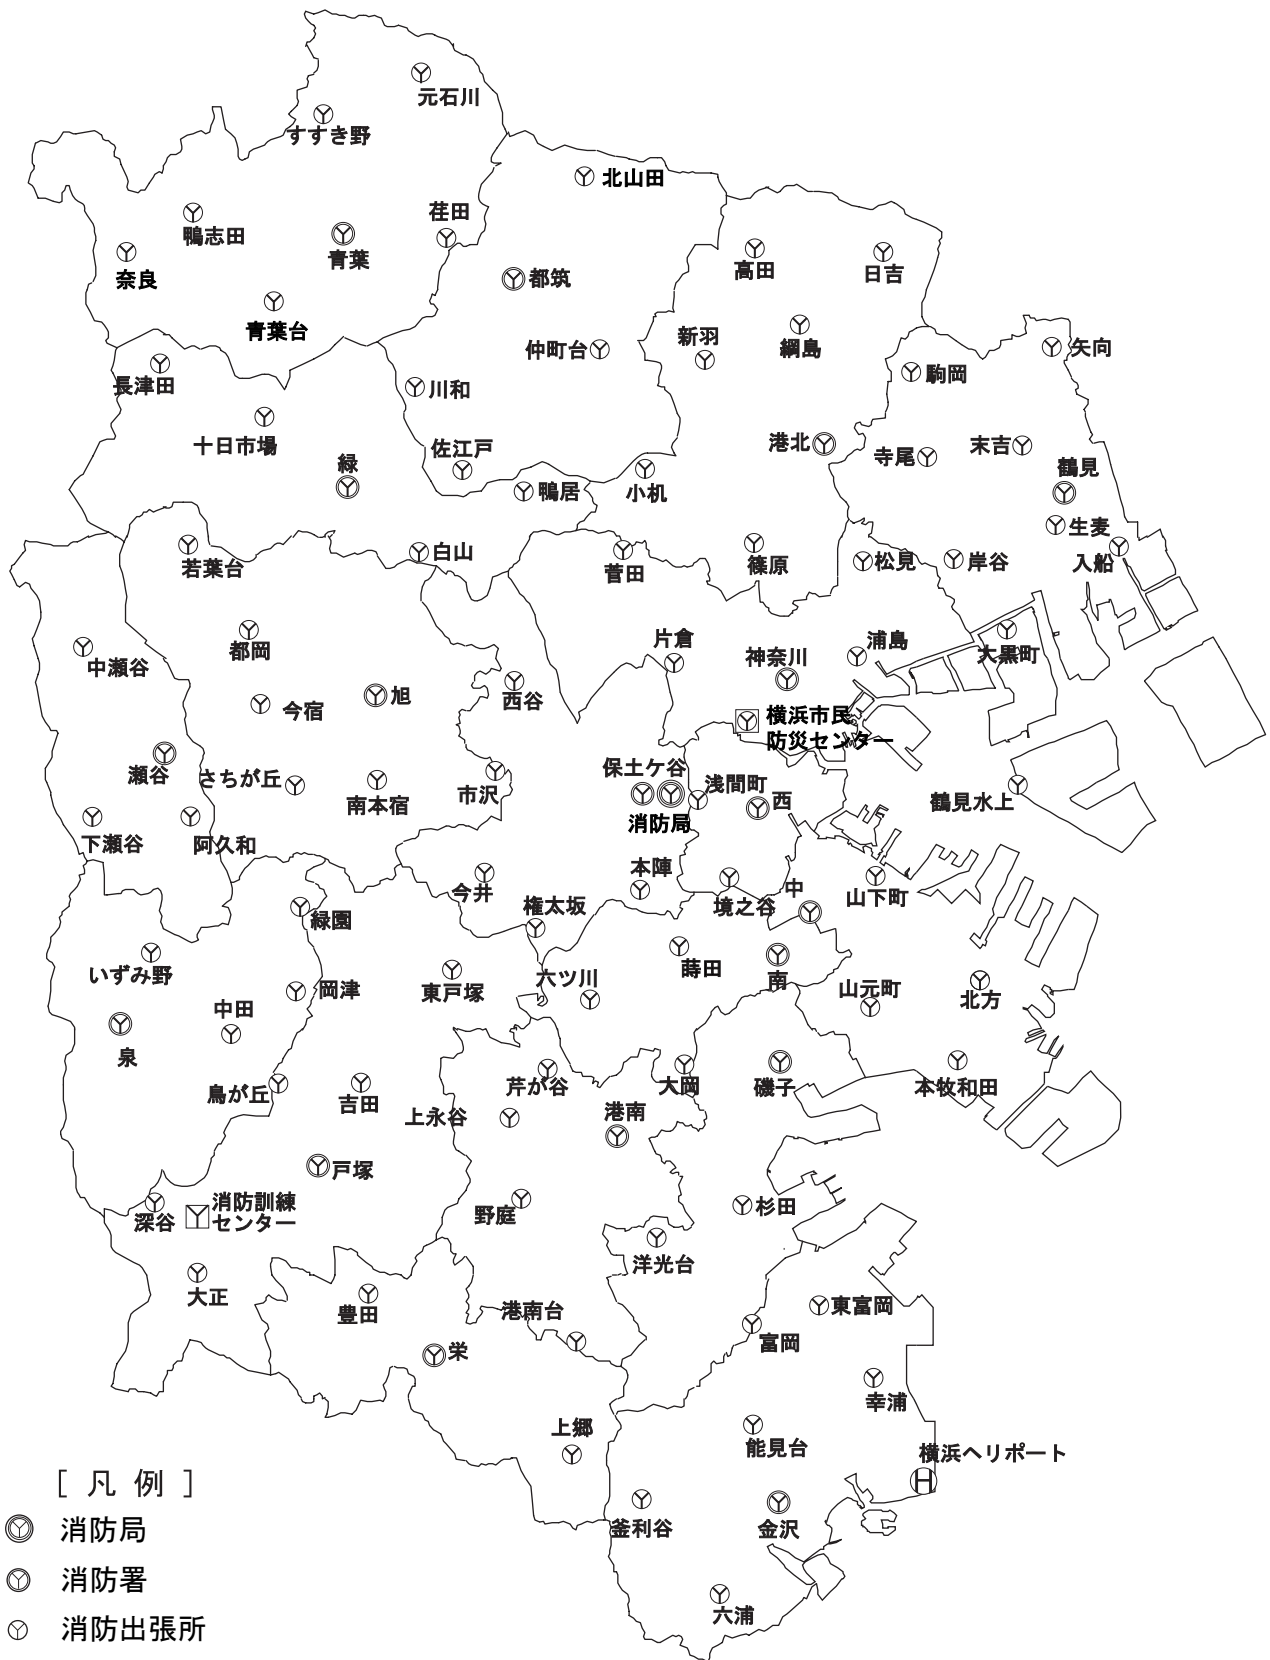 元石川
すすき野
北山田
鴨志田
荏田
青葉
奈良
都筑
高田
日吉
青葉台
新羽
綱島
仲町台
矢向
長津田
川和
駒岡
十日市場
佐江戸
港北
寺尾
末吉
緑
鶴見
鴨居
小机
生麦
若葉台
白山
菅田
篠原
松見
岸谷
入船
都岡
片倉
浦島
大黒町
中瀬谷
神奈川
今宿
旭
西谷
横浜市民
防災センター
瀬谷
さちが丘
南本宿
市沢
保土ケ谷
浅間町
西
鶴見水上
消防局
下瀬谷
阿久和
今井
本陣
境之谷
中
山下町
緑園
権太坂
いずみ野
岡津
東戸塚
六ツ川
蒔田
南
山元町
北方
中田
泉
鳥が丘
吉田
上永谷
芹が谷
大岡
磯子
本牧和田
港南
戸塚
深谷
消防訓練
センター
野庭
杉田
大正
洋光台
豊田
港南台
東富岡
栄
富岡
幸浦
上郷
能見台
横浜ヘリポート
H
釜利谷
金沢
六浦
[ 凡 例 ]
消防局
消防署
消防出張所